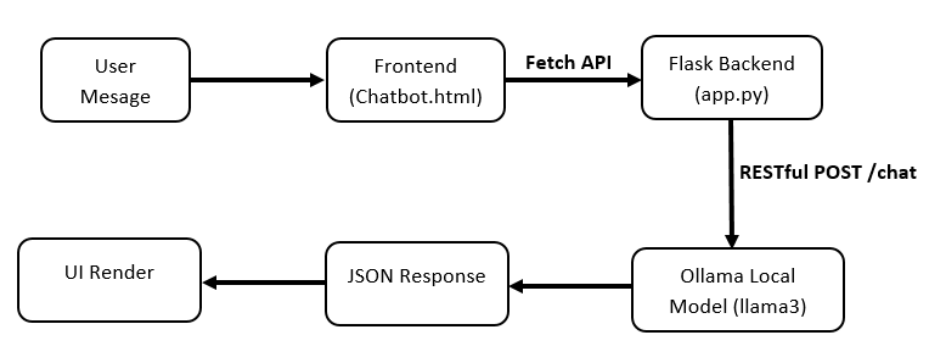 User
Mesage
Frontend
(Chatbot.html)
Fetch API
Flask Backend
(app.py)
RESTful POST /chat
Ollama Local
Model (llama3)
JSON Response
UI Render